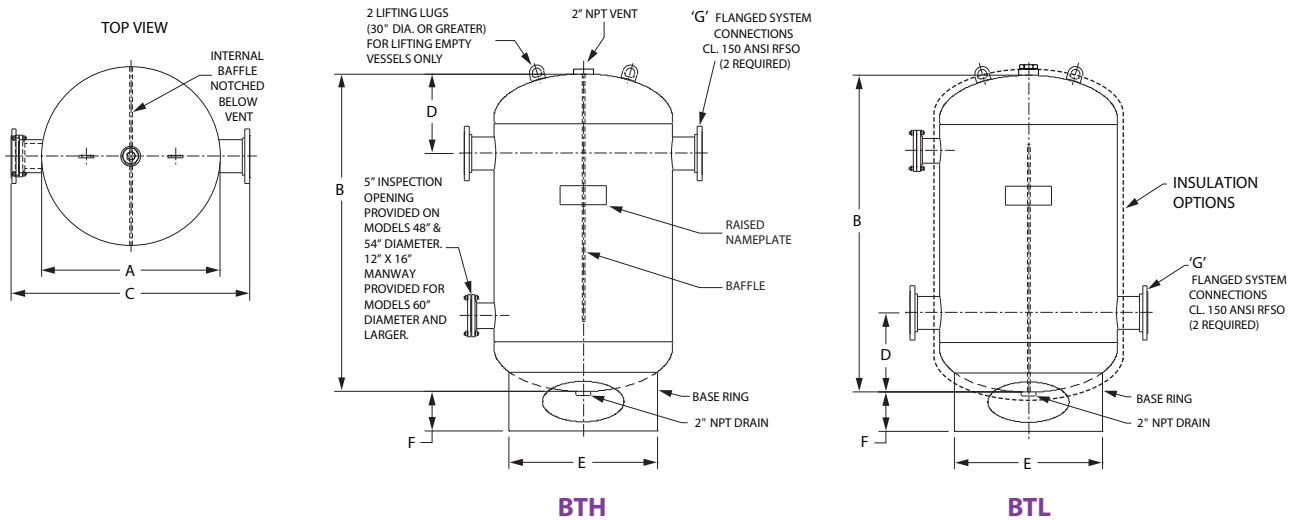 TOP VIEW
INTERNAL
BAFFLE
NOTCHED
BELOW
VENT
A
C
2 LIFTING LUGS
(30" DIA. OR GREATER)
FOR LIFTING EMPTY
VESSELS ONLY
2” NPT VENT
‘G’ FLANGED SYSTEM
CONNECTIONS
CL. 150 ANSI RFSO
(2 REQUIRED)
D
B
5” INSPECTION
OPENING
PROVIDED ON
MODELS 48” &
54” DIAMETER.
12” X 16”
MANWAY
PROVIDED FOR
MODELS 60”
DIAMETER AND
LARGER.
RAISED
NAMEPLATE
BAFFLE
BASE RING
2" NPT DRAIN
F
E
BTH
B
INSULATION
OPTIONS
‘G’
FLANGED SYSTEM
CONNECTIONS
CL. 150 ANSI RFSO
(2 REQUIRED)
D
BASE RING
2" NPT DRAIN
F
E
BTL